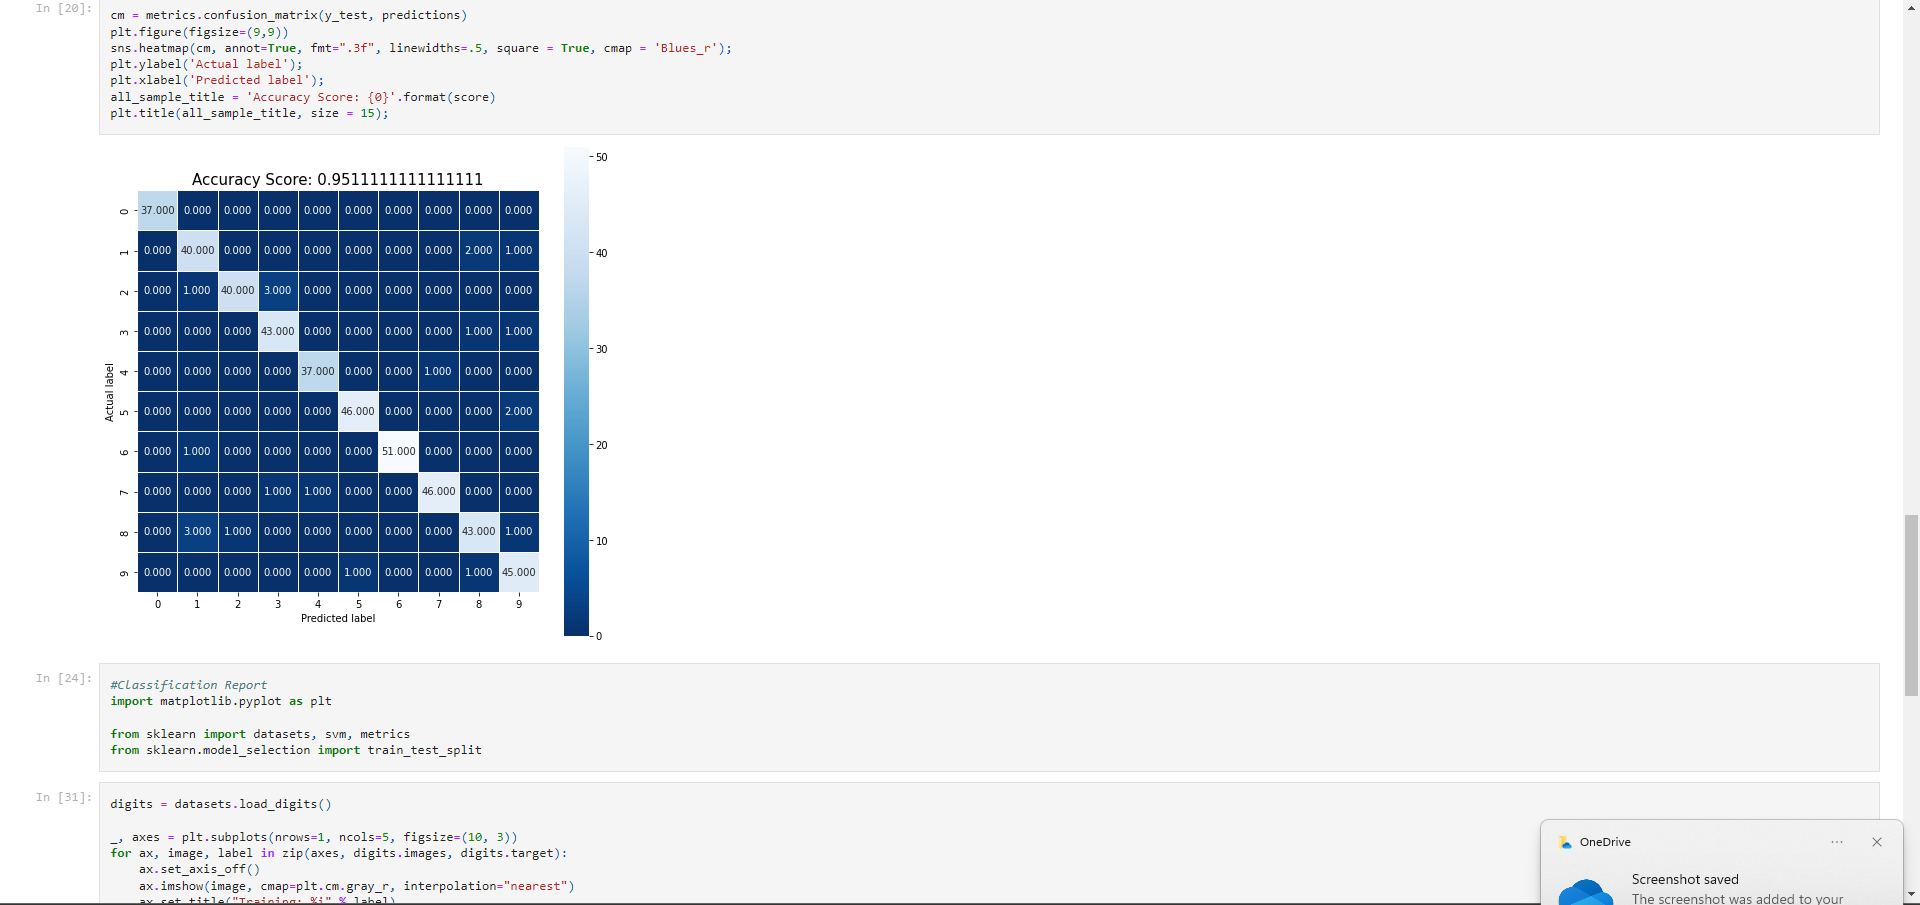 In [20]:
cm = metrics.confusion_matrix(y_test, predictions)
plt.figure(figsize=(9,9))
sns.heatmap(cm, annot=True, fmt=".3f", linewidths=.5, square = True, cmap = 'Blues_r');
plt.ylabel('Actual label');
plt.xlabel('Predicted label');
all_sample_title = 'Accuracy Score: {0}'.format(score)
plt.title(all_sample_title, size = 15);
Accuracy Score: 0.9511111111111111
0 37.000 0.000 0.000 0.000 0.000 0.000 0.000 0.000 0.000 0.000
1 0.000 40.000 0.000 0.000 0.000 0.000 0.000 0.000 2.000 1.000
2 0.000 1.000 40.000 3.000 0.000 0.000 0.000 0.000 0.000 0.000
3 0.000 0.000 0.000 43.000 0.000 0.000 0.000 0.000 1.000 1.000
4 0.000 0.000 0.000 0.000 37.000 0.000 0.000 1.000 0.000 0.000
5 0.000 0.000 0.000 0.000 0.000 46.000 0.000 0.000 0.000 2.000
6 0.000 1.000 0.000 0.000 0.000 0.000 51.000 0.000 0.000 0.000
7 0.000 0.000 0.000 1.000 1.000 0.000 0.000 46.000 0.000 0.000
8 0.000 3.000 1.000 0.000 0.000 0.000 0.000 0.000 43.000 1.000
9 0.000 0.000 0.000 0.000 0.000 1.000 0.000 0.000 1.000 45.000
0 1 2 3 4 5 6 7 8 9
Actual label
Predicted label
50
40
30
20
10
0
In [24]:
#Classification Report
import matplotlib.pyplot as plt
from sklearn import datasets, svm, metrics
from sklearn.model_selection import train_test_split
In [31]:
digits = datasets.load_digits()
_, axes = plt.subplots(nrows=1, ncols=5, figsize=(10, 3))
for ax, image, label in zip(axes, digits.images, digits.target):
ax.set_axis_off()
ax.imshow(image, cmap=plt.cm.gray_r, interpolation="nearest")
ax.set_title("Training: %i" % label)
OneDrive
Screenshot saved
The screenshot was added to your